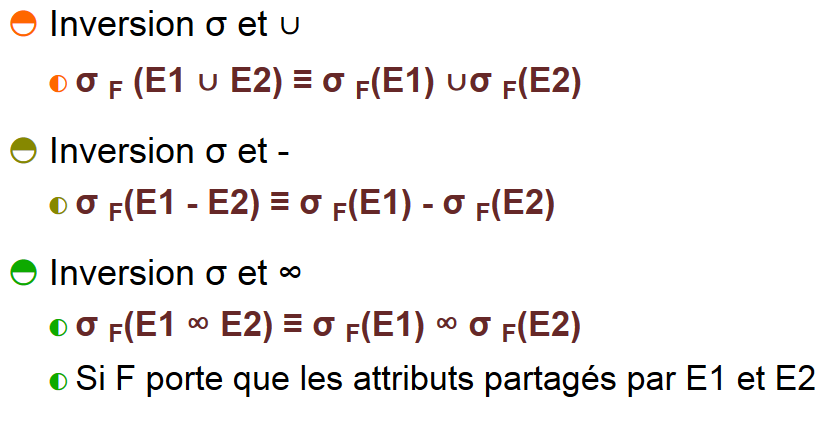 Inversion σ et ∪
σ F (E1 ∪ E2) ≡ σ F(E1) ∪σ F(E2)
Inversion σ et -
σ F(E1 - E2) ≡ σ F(E1) - σ F(E2)
Inversion σ et ∞
σ F(E1 ∞ E2) ≡ σ F(E1) ∞ σ F(E2)
Si F porte que les attributs partagés par E1 et E2